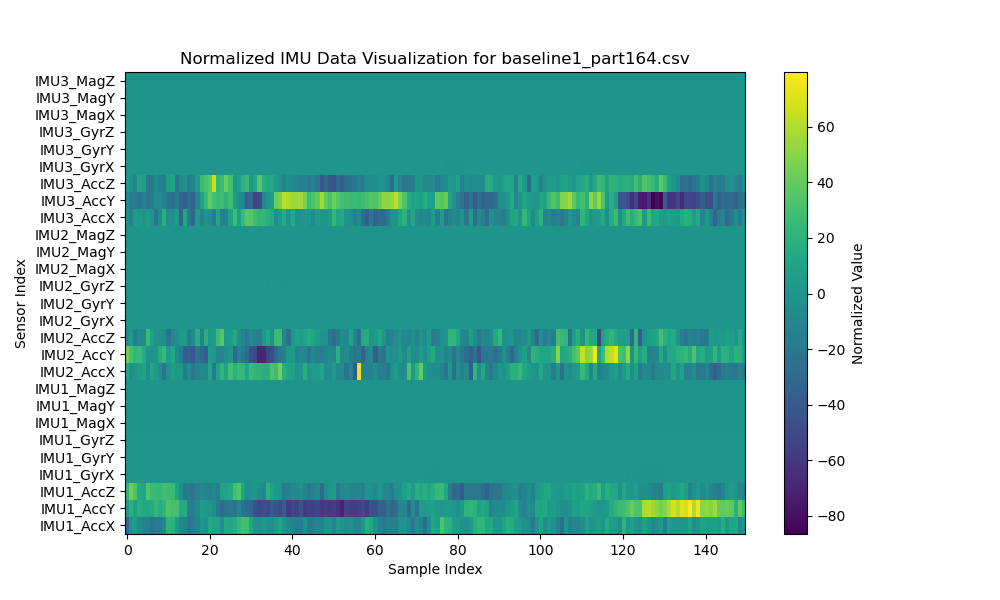 Normalized IMU Data Visualization for baseline1_part164.csv
IMU3_MagZ
IMU3_MagY
IMU3_MagX
IMU3_GyrZ
IMU3_GyrY
IMU3_GyrX
IMU3_AccZ
IMU3_AccY
IMU3_AccX
IMU2_MagZ
IMU2_MagY
IMU2_MagX
IMU2_GyrZ
IMU2_GyrY
IMU2_GyrX
IMU2_AccZ
IMU2_AccY
IMU2_AccX
IMU1_MagZ
IMU1_MagY
IMU1_MagX
IMU1_GyrZ
IMU1_GyrY
IMU1_GyrX
IMU1_AccZ
IMU1_AccY
IMU1_AccX
Sensor Index
0 20 40 60 80 100 120 140
Sample Index
60
40
20
0
−20
−40
−60
−80
Normalized Value